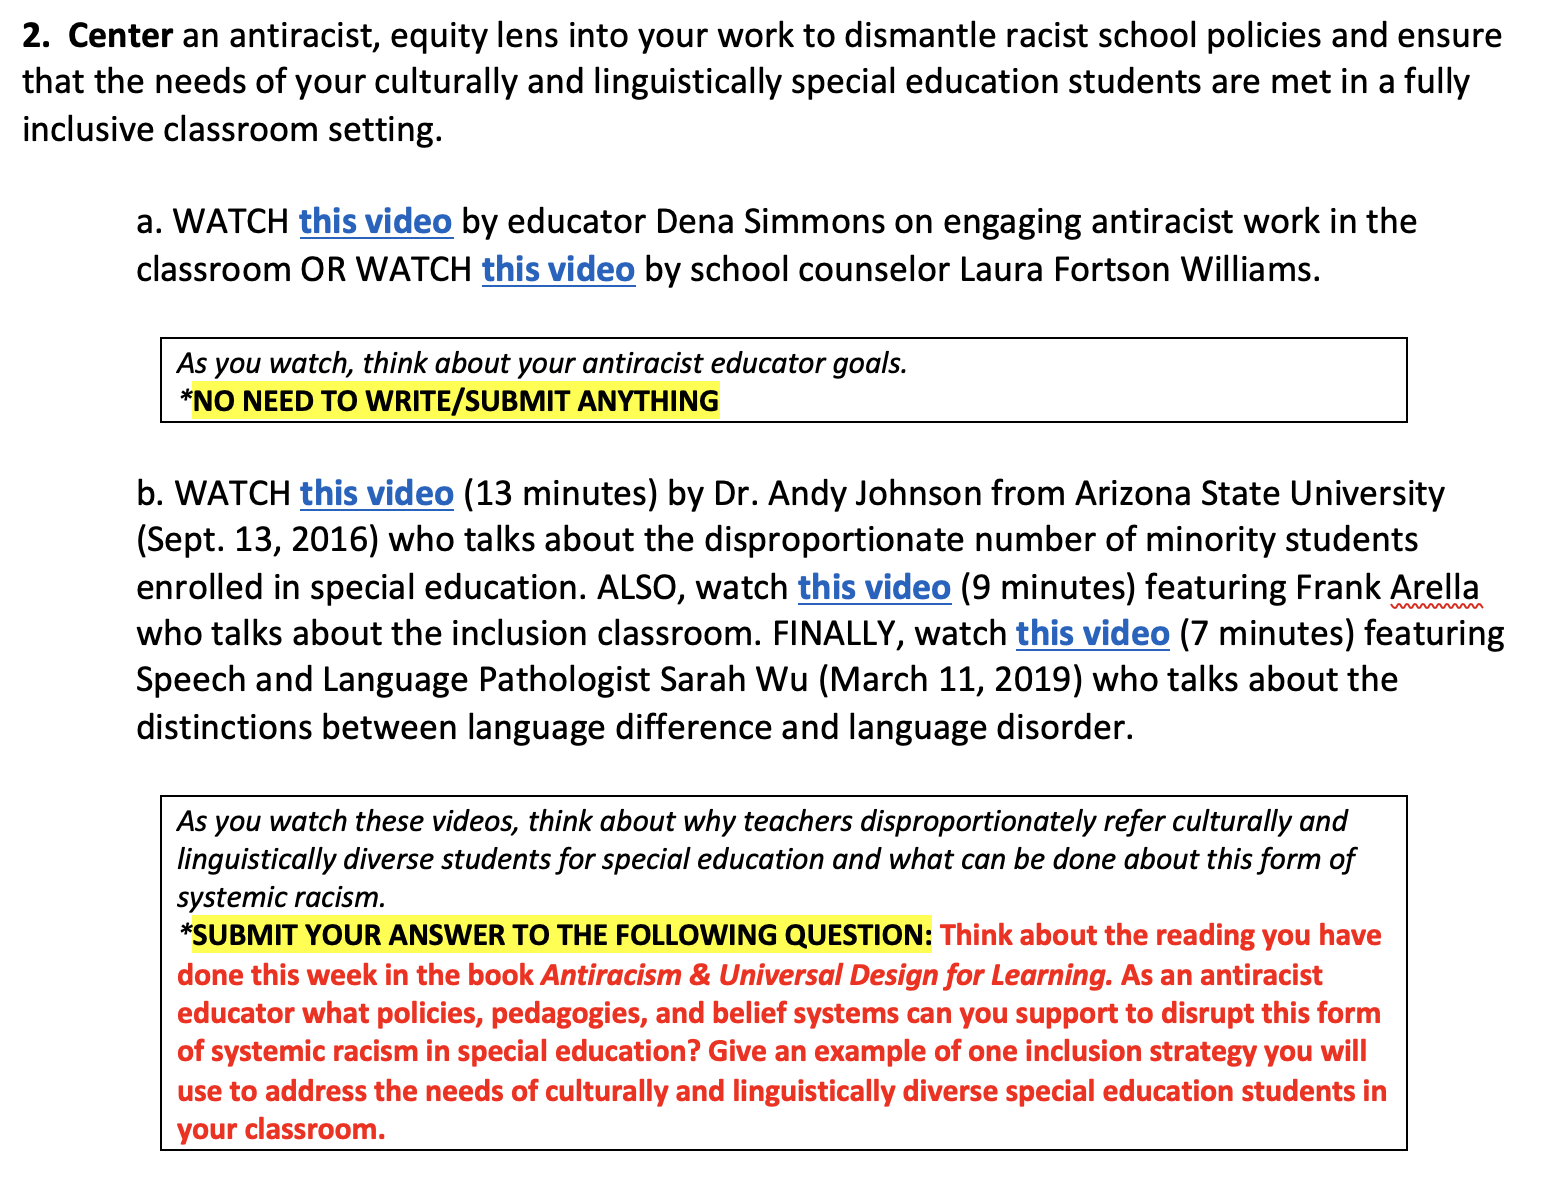 2. Center an antiracist, equity lens into your work to dismantle racist school policies and ensure
that the needs of your culturally and linguistically special education students are met in a fully
inclusive classroom setting.
a. WATCH this video by educator Dena Simmons on engaging antiracist work in the
classroom OR WATCH this video by school counselor Laura Fortson Williams.
As you watch, think about your antiracist educator goals.
*NO NEED TO WRITE/SUBMIT ANYTHING
b. WATCH this video (13 minutes) by Dr. Andy Johnson from Arizona State University
(Sept. 13, 2016) who talks about the disproportionate number of minority students
enrolled in special education. ALSO, watch this video (9 minutes) featuring Frank Arella
who talks about the inclusion classroom. FINALLY, watch this video (7 minutes) featuring
Speech and Language Pathologist Sarah Wu (March 11, 2019) who talks about the
distinctions between language difference and language disorder.
As you watch these videos, think about why teachers disproportionately refer culturally and
linguistically diverse students for special education and what can be done about this form of
systemic racism.
*SUBMIT YOUR ANSWER TO THE FOLLOWING QUESTION: Think about the reading you have
done this week in the book Antiracism & Universal Design for Learning. As an antiracist
educator what policies, pedagogies, and belief systems can you support to disrupt this form
of systemic racism in special education? Give an example of one inclusion strategy you will
use to address the needs of culturally and linguistically diverse special education students in
your classroom.